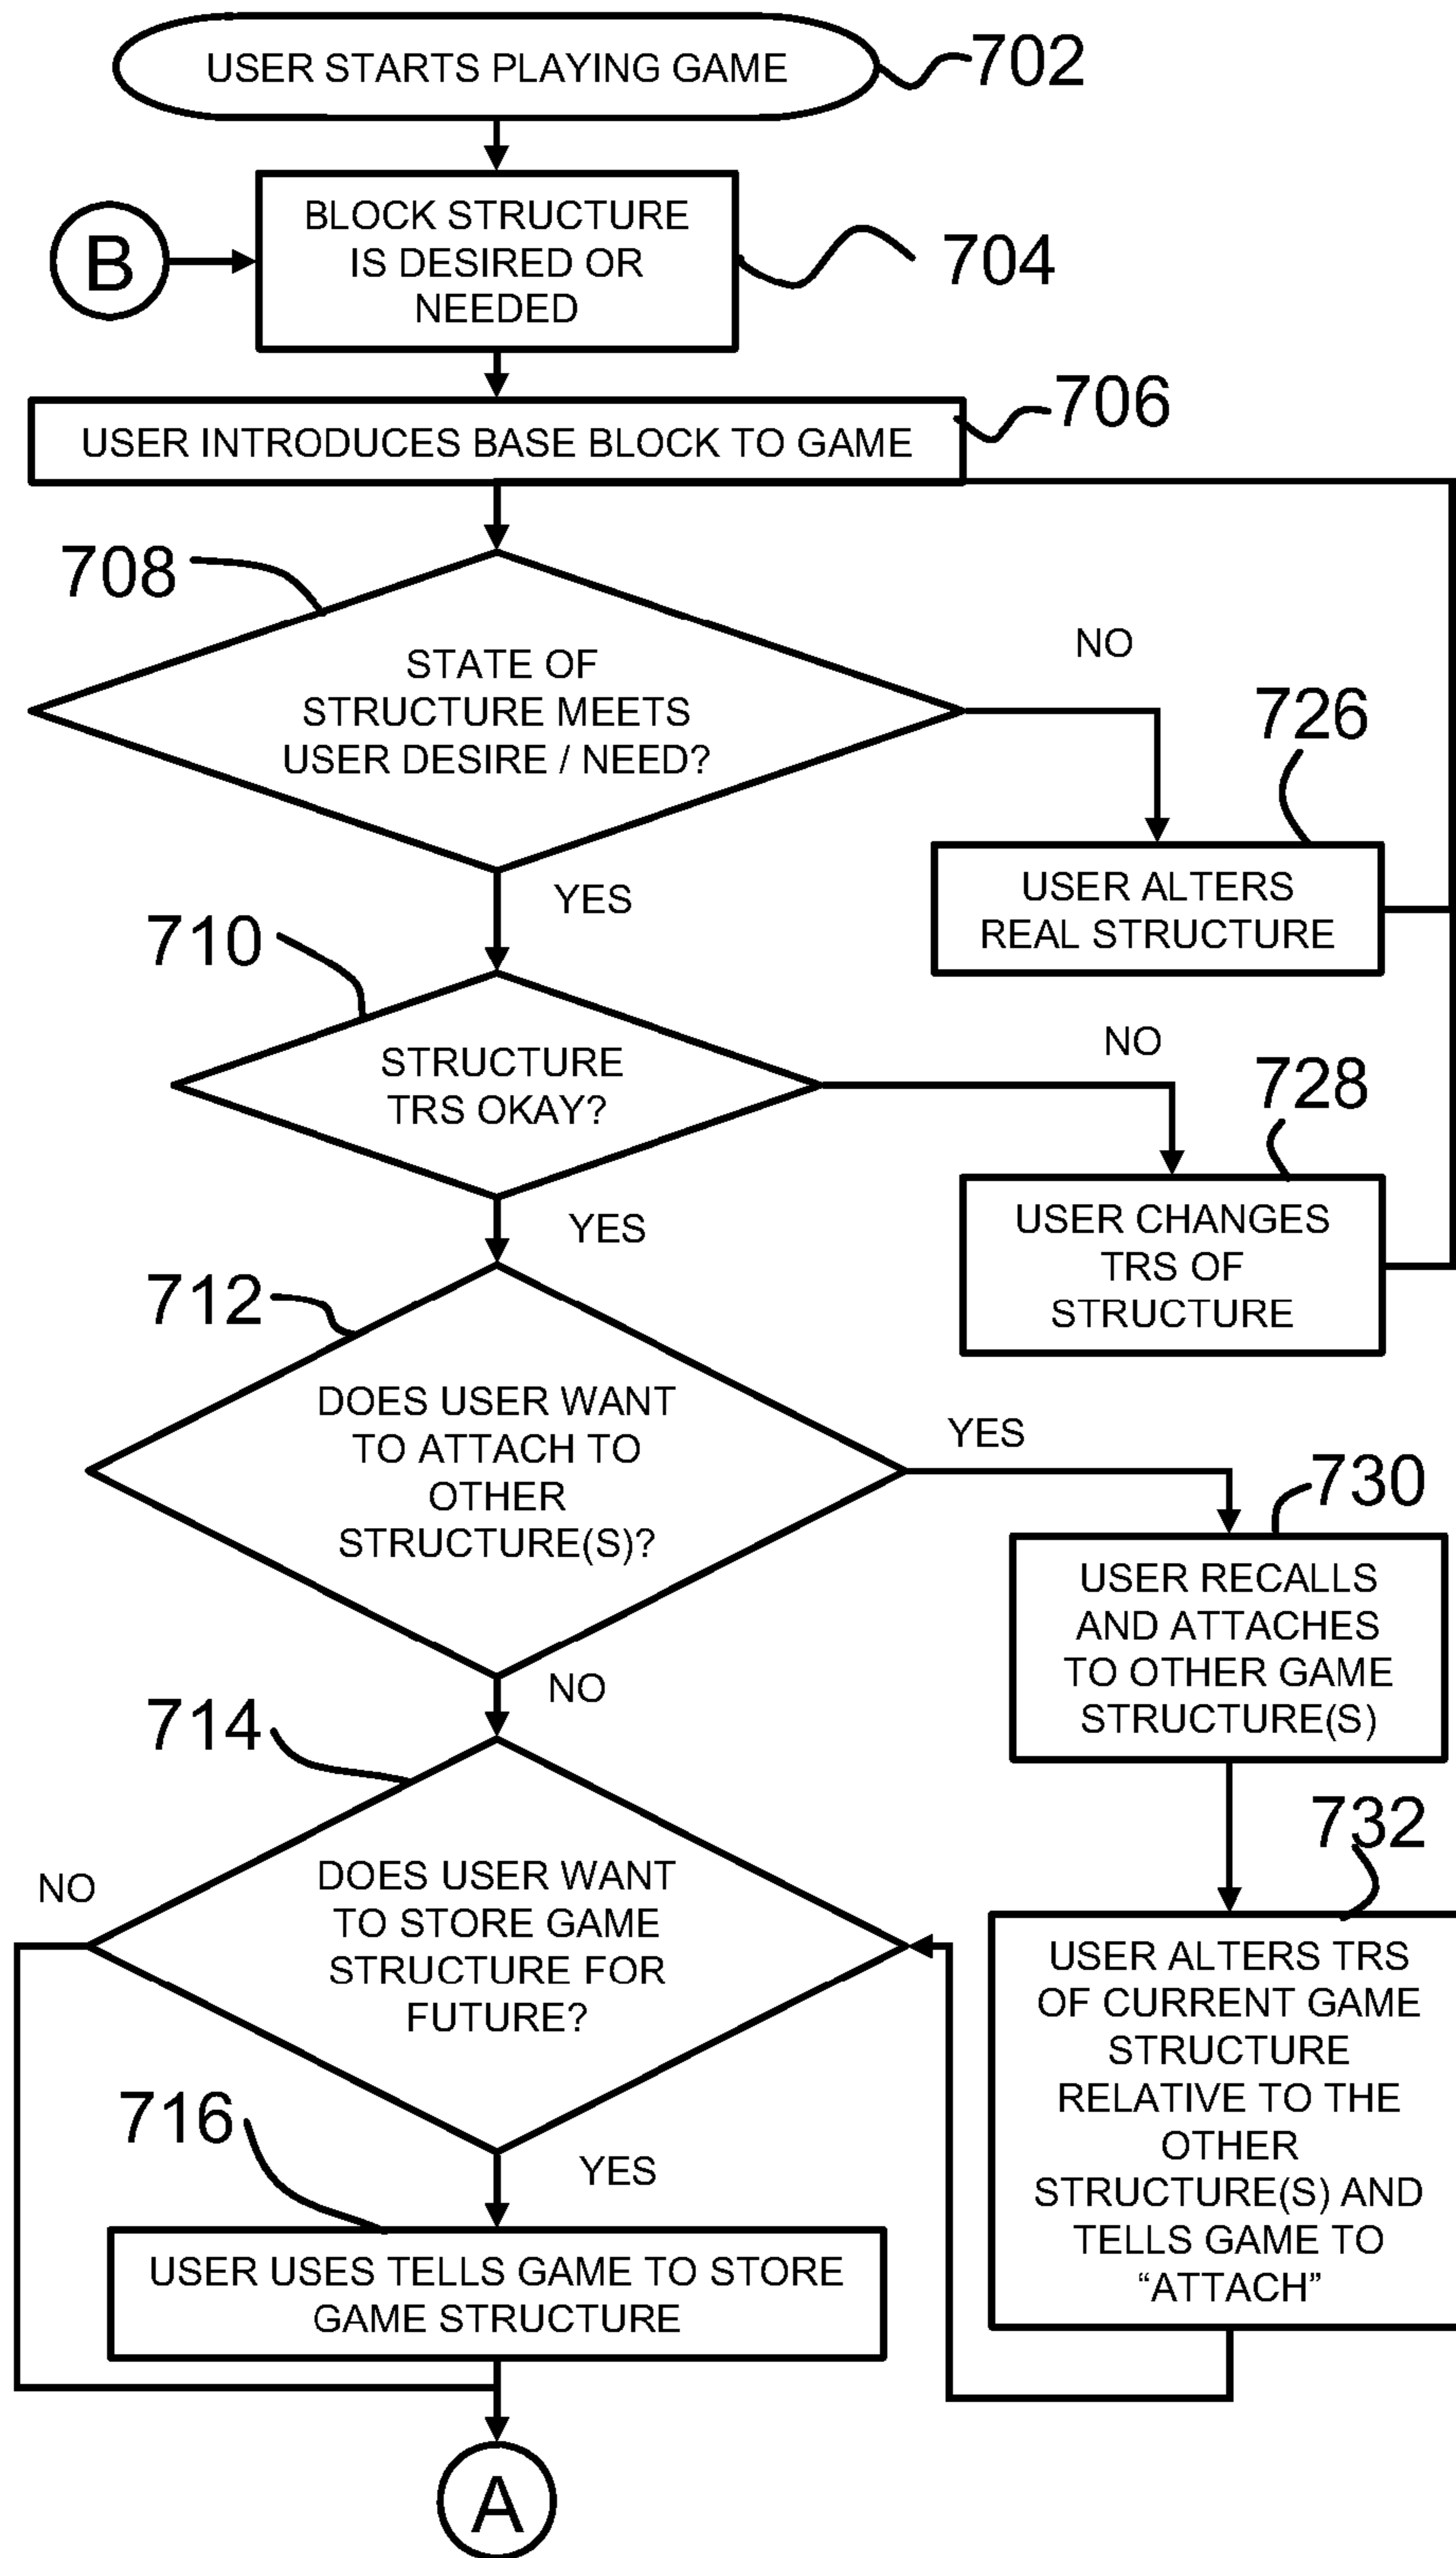 USER STARTS PLAYING GAME
702
BLOCK STRUCTURE
IS DESIRED OR
NEEDED
B
704
706
USER INTRODUCES BASE BLOCK TO GAME
708
STATE OF
STRUCTURE MEETS
USER DESIRE / NEED?
NO
726
USER ALTERS
REAL STRUCTURE
YES
710
STRUCTURE
TRS OKAY?
NO
728
USER CHANGES
TRS OF
STRUCTURE
YES
712
DOES USER WANT
TO ATTACH TO
OTHER
STRUCTURE(S)?
YES
730
USER RECALLS
AND ATTACHES
TO OTHER GAME
STRUCTURE(S)
NO
714
DOES USER WANT
TO STORE GAME
STRUCTURE FOR
FUTURE?
NO
732
USER ALTERS TRS
OF CURRENT GAME
STRUCTURE
RELATIVE TO THE
OTHER
STRUCTURE(S) AND
TELLS GAME TO
“ATTACH”
716
YES
USER USES TELLS GAME TO STORE
GAME STRUCTURE
A